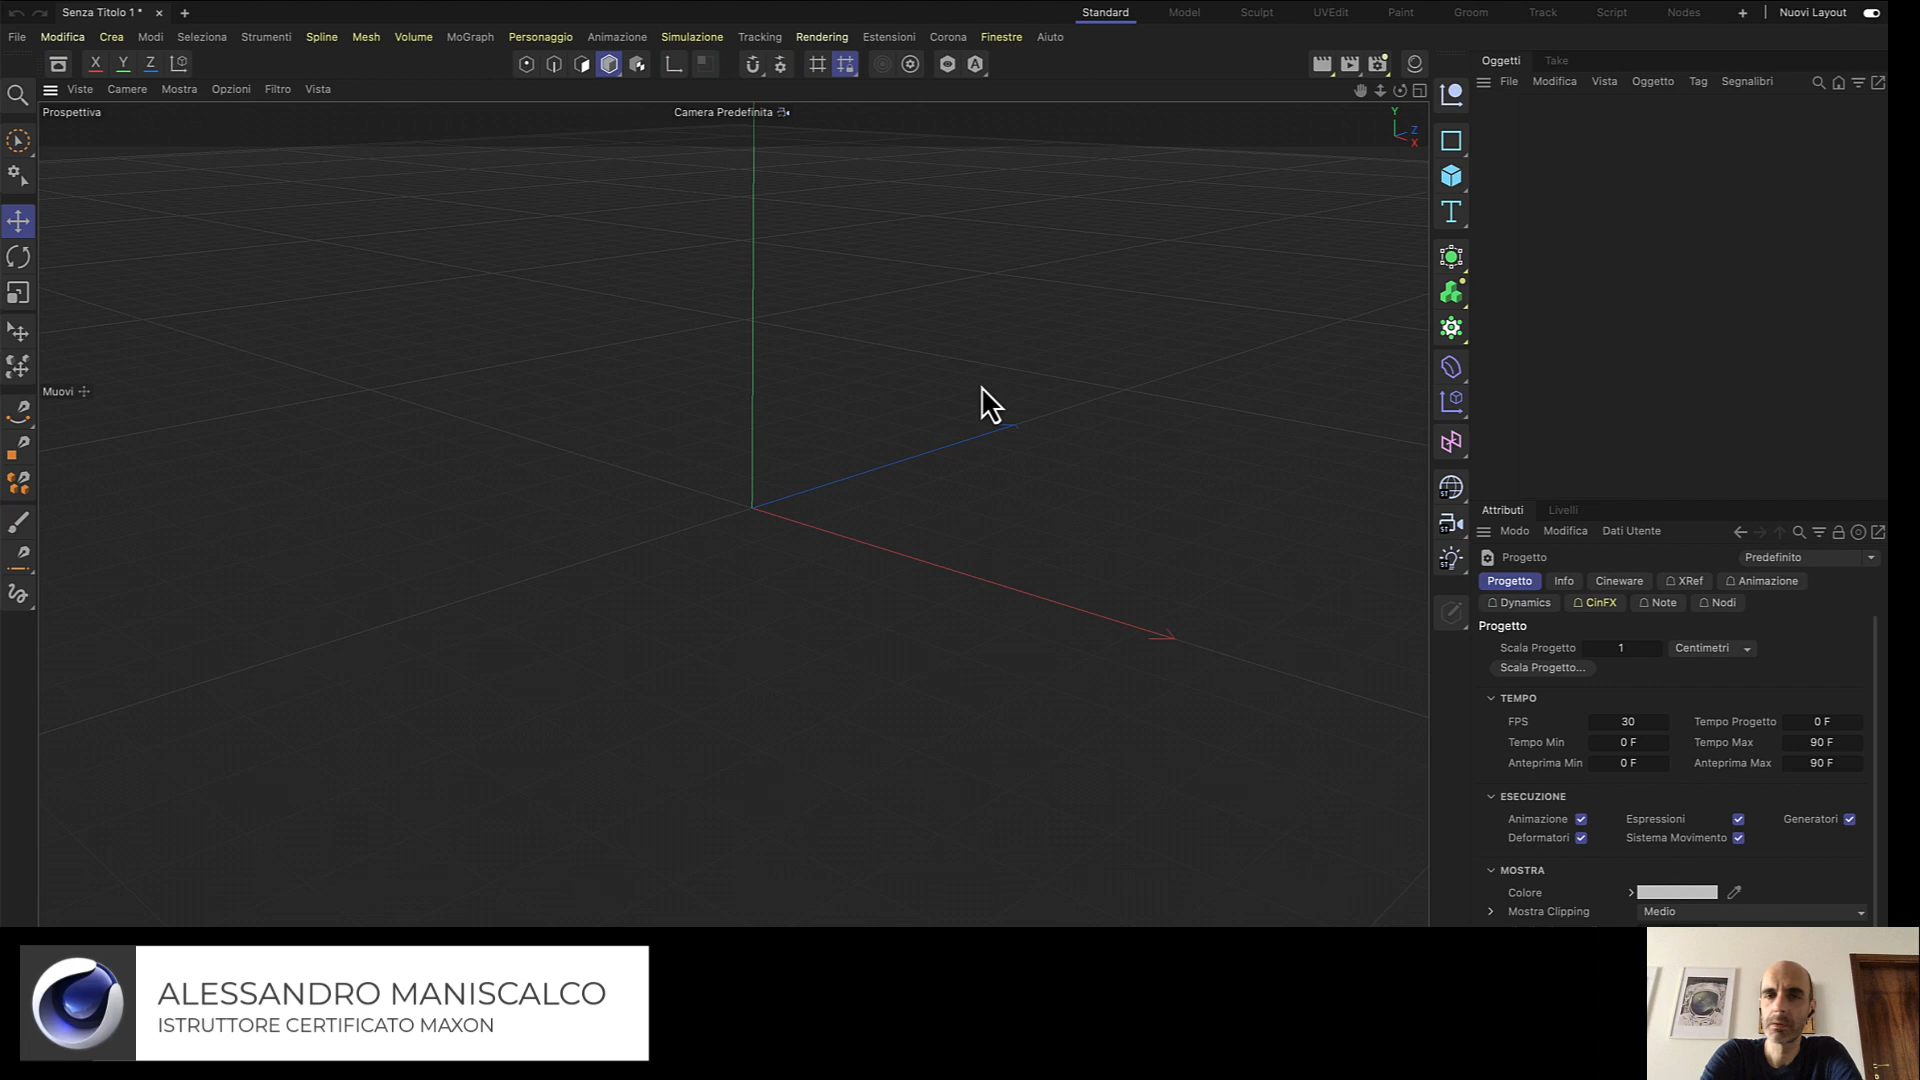 Senza Titolo 1 *
Standard Model Sculpt UVEdit Paint Groom Track Script Nodes Nuovi Layout
File Modifica Crea Modi Seleziona Strumenti Spline Mesh Volume MoGraph Personaggio Animazione Simulazione Tracking Rendering Estensioni Corona Finestre Aiuto
X Y Z
Oggetti Take
File Modifica Vista Oggetto Tag Segnalibri
Viste Camere Mostra Opzioni Filtro Vista
Prospettiva
Camera Predefinita
Y
Z
X
Muovi
ST
ST
ST
Attributi Livelli
Modo Modifica Dati Utente
Progetto Predefinito
Progetto Info Cineware XRef Animazione
Dynamics CinFX Note Nodi
Progetto
Scala Progetto 1 Centimetri
Scala Progetto...
TEMPO
FPS 30 Tempo Progetto 0 F
Tempo Min 0 F Tempo Max 90 F
Anteprima Min 0 F Anteprima Max 90 F
ESECUZIONE
Animazione Espressioni Generatori
Deformatori Sistema Movimento
MOSTRA
Colore
Mostra Clipping Medio
ALESSANDRO MANISCALCO
ISTRUTTORE CERTIFICATO MAXON